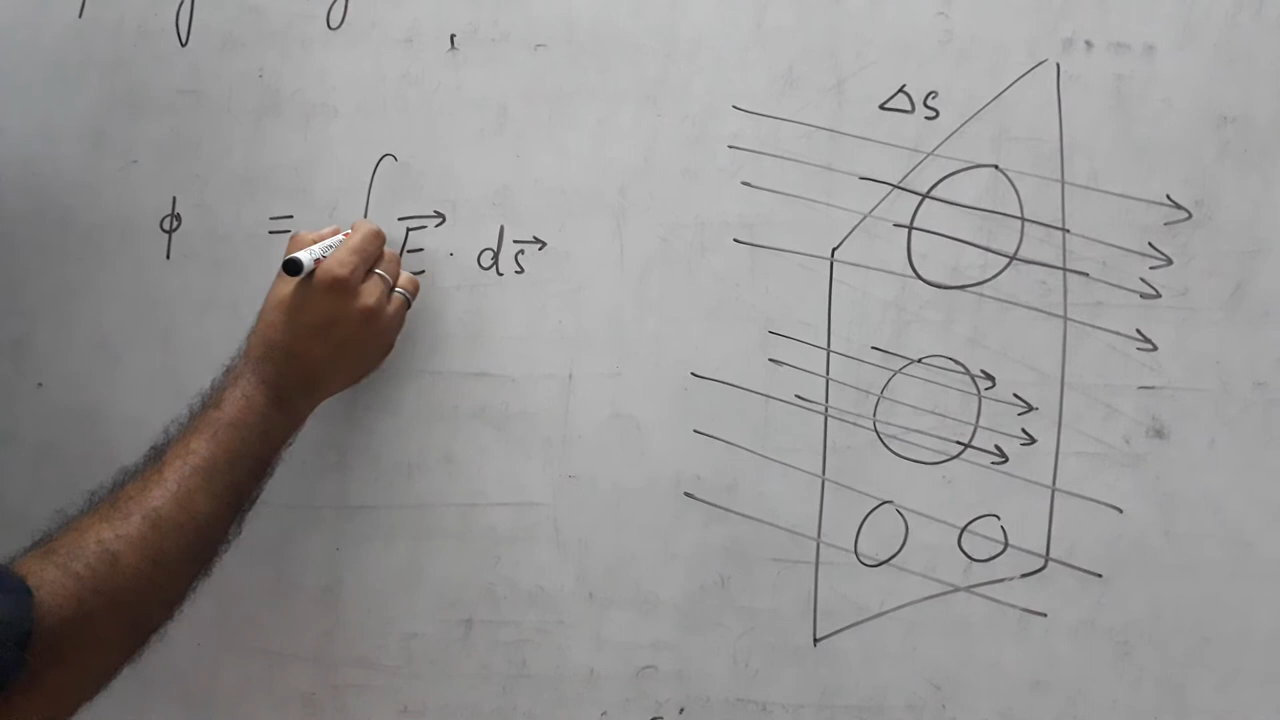 Δs
ϕ = ∫ E⃗ · ds⃗